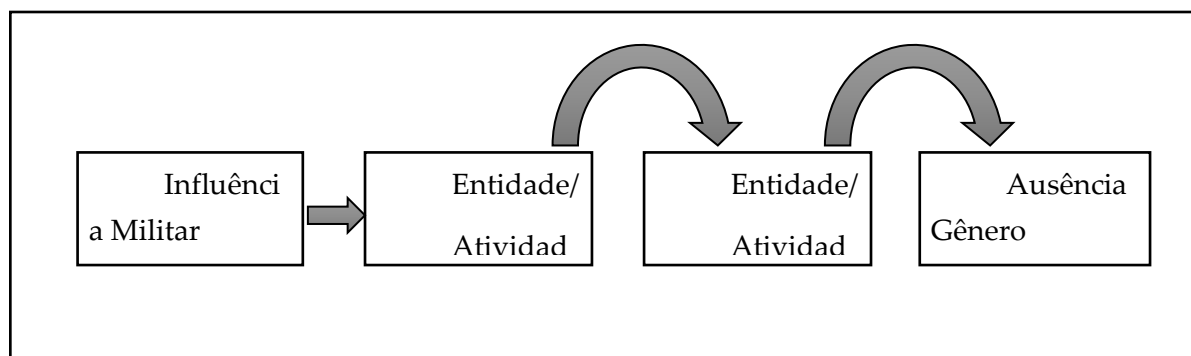 Influênci
a Militar
Entidade/
Atividad
Entidade/
Atividad
Ausência
Gênero